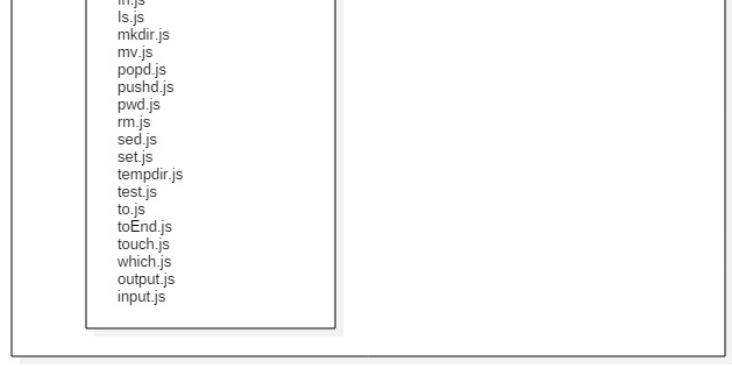 ls.js
mkdir.js
mv.js
popd.js
pushd.js
pwd.js
rm.js
sed.js
set.js
tempdir.js
test.js
to.js
toEnd.js
touch.js
which.js
output.js
input.js